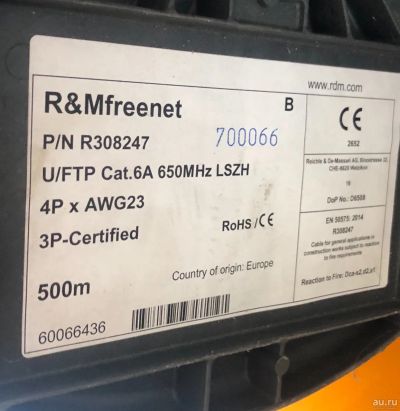 www.rdm.com
R&Mfreenet
B
P/N R308247
700066
U/FTP Cat.6A 650MHz LSZH
4P x AWG23
3P-Certified
RoHS / CE
500m
Country of origin: Europe
60066436
CE
2652
Reichle & De-Massari AG, Binzstrasse 32,
CHE-8620 Wetzikon
DoP No.: D6588
EN 50575: 2014
R308247
Cable for general applications in
construction works subject to reaction
to fire requirements
Reaction to Fire: Dca-s2,d2,a1
au.ru